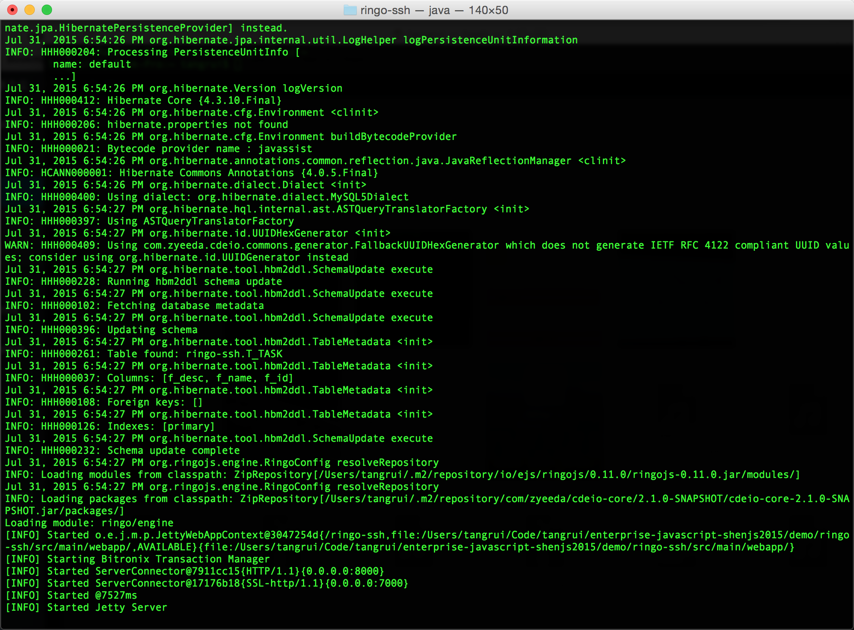 ringo-ssh — java — 140×50
nate.jpa.HibernatePersistenceProvider] instead.
Jul 31, 2015 6:54:26 PM org.hibernate.jpa.internal.util.LogHelper logPersistenceUnitInformation
INFO: HHH000204: Processing PersistenceUnitInfo [
        name: default
        ...]
Jul 31, 2015 6:54:26 PM org.hibernate.Version logVersion
INFO: HHH000412: Hibernate Core {4.3.10.Final}
Jul 31, 2015 6:54:26 PM org.hibernate.cfg.Environment <clinit>
INFO: HHH000206: hibernate.properties not found
Jul 31, 2015 6:54:26 PM org.hibernate.cfg.Environment buildBytecodeProvider
INFO: HHH000021: Bytecode provider name : javassist
Jul 31, 2015 6:54:26 PM org.hibernate.annotations.common.reflection.java.JavaReflectionManager <clinit>
INFO: HCANN000001: Hibernate Commons Annotations {4.0.5.Final}
Jul 31, 2015 6:54:26 PM org.hibernate.dialect.Dialect <init>
INFO: HHH000400: Using dialect: org.hibernate.dialect.MySQL5Dialect
Jul 31, 2015 6:54:27 PM org.hibernate.hql.internal.ast.ASTQueryTranslatorFactory <init>
INFO: HHH000397: Using ASTQueryTranslatorFactory
Jul 31, 2015 6:54:27 PM org.hibernate.id.UUIDHexGenerator <init>
WARN: HHH000409: Using com.zyeeda.cdeio.commons.generator.FallbackUUIDHexGenerator which does not generate IETF RFC 4122 compliant UUID valu
es; consider using org.hibernate.id.UUIDGenerator instead
Jul 31, 2015 6:54:27 PM org.hibernate.tool.hbm2ddl.SchemaUpdate execute
INFO: HHH000228: Running hbm2ddl schema update
Jul 31, 2015 6:54:27 PM org.hibernate.tool.hbm2ddl.SchemaUpdate execute
INFO: HHH000102: Fetching database metadata
Jul 31, 2015 6:54:27 PM org.hibernate.tool.hbm2ddl.SchemaUpdate execute
INFO: HHH000396: Updating schema
Jul 31, 2015 6:54:27 PM org.hibernate.tool.hbm2ddl.TableMetadata <init>
INFO: HHH000261: Table found: ringo-ssh.T_TASK
Jul 31, 2015 6:54:27 PM org.hibernate.tool.hbm2ddl.TableMetadata <init>
INFO: HHH000037: Columns: [f_desc, f_name, f_id]
Jul 31, 2015 6:54:27 PM org.hibernate.tool.hbm2ddl.TableMetadata <init>
INFO: HHH000108: Foreign keys: []
Jul 31, 2015 6:54:27 PM org.hibernate.tool.hbm2ddl.TableMetadata <init>
INFO: HHH000126: Indexes: [primary]
Jul 31, 2015 6:54:27 PM org.hibernate.tool.hbm2ddl.SchemaUpdate execute
INFO: HHH000232: Schema update complete
Jul 31, 2015 6:54:27 PM org.ringojs.engine.RingoConfig resolveRepository
INFO: Loading modules from classpath: ZipRepository[/Users/tangrui/.m2/repository/io/ejs/ringojs/0.11.0/ringojs-0.11.0.jar/modules/]
Jul 31, 2015 6:54:27 PM org.ringojs.engine.RingoConfig resolveRepository
INFO: Loading packages from classpath: ZipRepository[/Users/tangrui/.m2/repository/com/zyeeda/cdeio-core/2.1.0-SNAPSHOT/cdeio-core-2.1.0-SNA
PSHOT.jar/packages/]
Loading module: ringo/engine
[INFO] Started o.e.j.m.p.JettyWebAppContext@3047254d{/ringo-ssh,file:/Users/tangrui/Code/tangrui/enterprise-javascript-shenjs2015/demo/ringo
-ssh/src/main/webapp/,AVAILABLE}{file:/Users/tangrui/Code/tangrui/enterprise-javascript-shenjs2015/demo/ringo-ssh/src/main/webapp/}
[INFO] Starting Bitronix Transaction Manager
[INFO] Started ServerConnector@7911cc15{HTTP/1.1}{0.0.0.0:8000}
[INFO] Started ServerConnector@17176b18{SSL-http/1.1}{0.0.0.0:7000}
[INFO] Started @7527ms
[INFO] Started Jetty Server